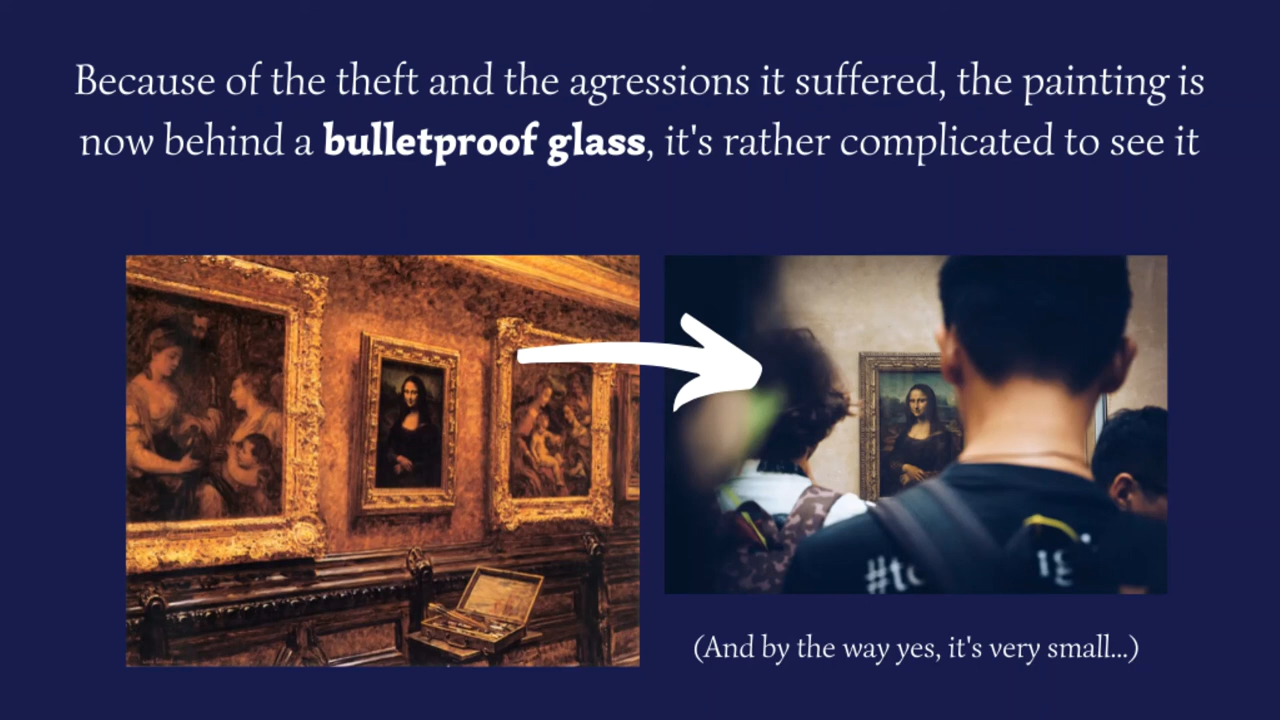 Because of the theft and the agressions it suffered, the painting is
now behind a bulletproof glass, it's rather complicated to see it
(And by the way yes, it's very small...)